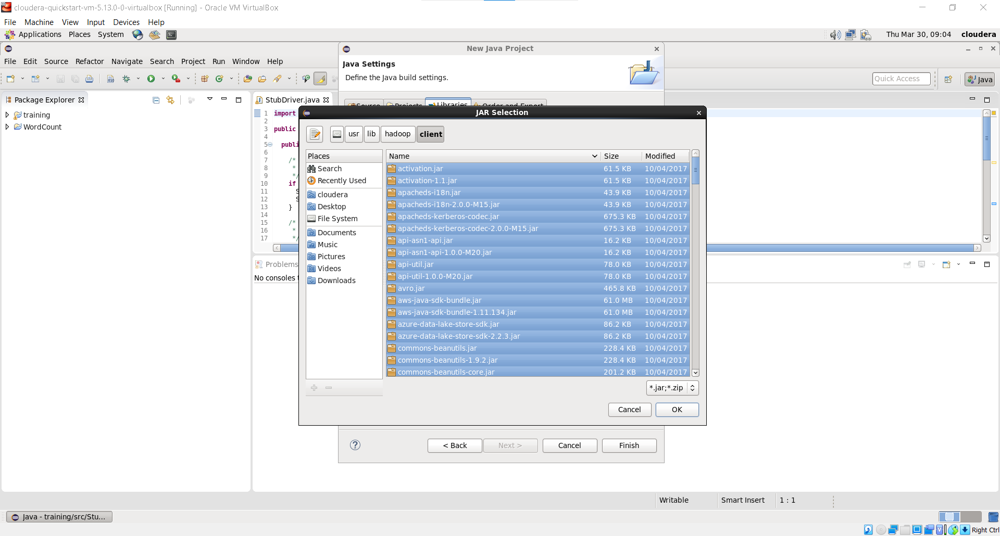 cloudera-quickstart-vm-5.13.0-0-virtualbox [Running] - Oracle VM VirtualBox
File Machine View Input Devices Help
Applications Places System
Thu Mar 30, 09:04 cloudera
New Java Project
File Edit Source Refactor Navigate Search Project Run Window Help
Java Settings
Define the Java build settings.
Quick Access
Java
Package Explorer
training
WordCount
StubDriver.java
Source Projects Libraries Order and Export
1 import
2
3 public
4
5 publi
6
7 /*
8 *
9 */
10 if
11 S
12 S
13 }
14
15 /*
16 *
17 */
Problems
No consoles
JAR Selection
usr lib hadoop client
Places
Search
Recently Used
cloudera
Desktop
File System
Documents
Music
Pictures
Videos
Downloads
Name Size Modified
activation.jar 61.5 KB 10/04/2017
activation-1.1.jar 61.5 KB 10/04/2017
apacheds-i18n.jar 43.9 KB 10/04/2017
apacheds-i18n-2.0.0-M15.jar 43.9 KB 10/04/2017
apacheds-kerberos-codec.jar 675.3 KB 10/04/2017
apacheds-kerberos-codec-2.0.0-M15.jar 675.3 KB 10/04/2017
api-asn1-api.jar 16.2 KB 10/04/2017
api-asn1-api-1.0.0-M20.jar 16.2 KB 10/04/2017
api-util.jar 78.0 KB 10/04/2017
api-util-1.0.0-M20.jar 78.0 KB 10/04/2017
avro.jar 465.8 KB 10/04/2017
aws-java-sdk-bundle.jar 61.0 MB 10/04/2017
aws-java-sdk-bundle-1.11.134.jar 61.0 MB 10/04/2017
azure-data-lake-store-sdk.jar 86.2 KB 10/04/2017
azure-data-lake-store-sdk-2.2.3.jar 86.2 KB 10/04/2017
commons-beanutils.jar 228.4 KB 10/04/2017
commons-beanutils-1.9.2.jar 228.4 KB 10/04/2017
commons-beanutils-core.jar 201.2 KB 10/04/2017
*.jar;*.zip
Cancel OK
< Back Next > Cancel Finish
Writable Smart Insert 1 : 1
Java - training/src/Stu...
Right Ctrl